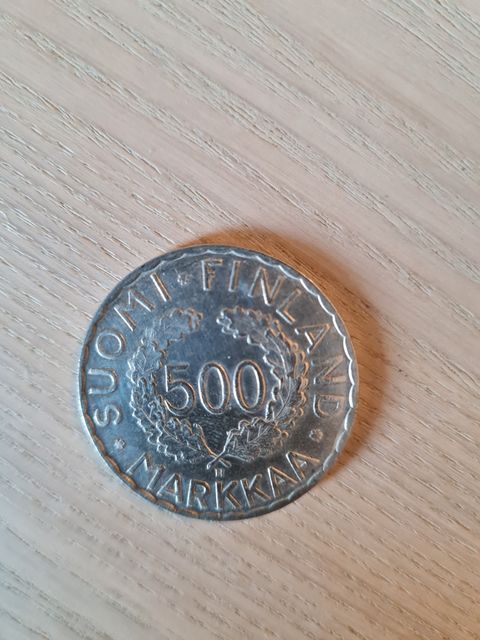 SUOMI * FINLAND
500
H
* MARKKAA *